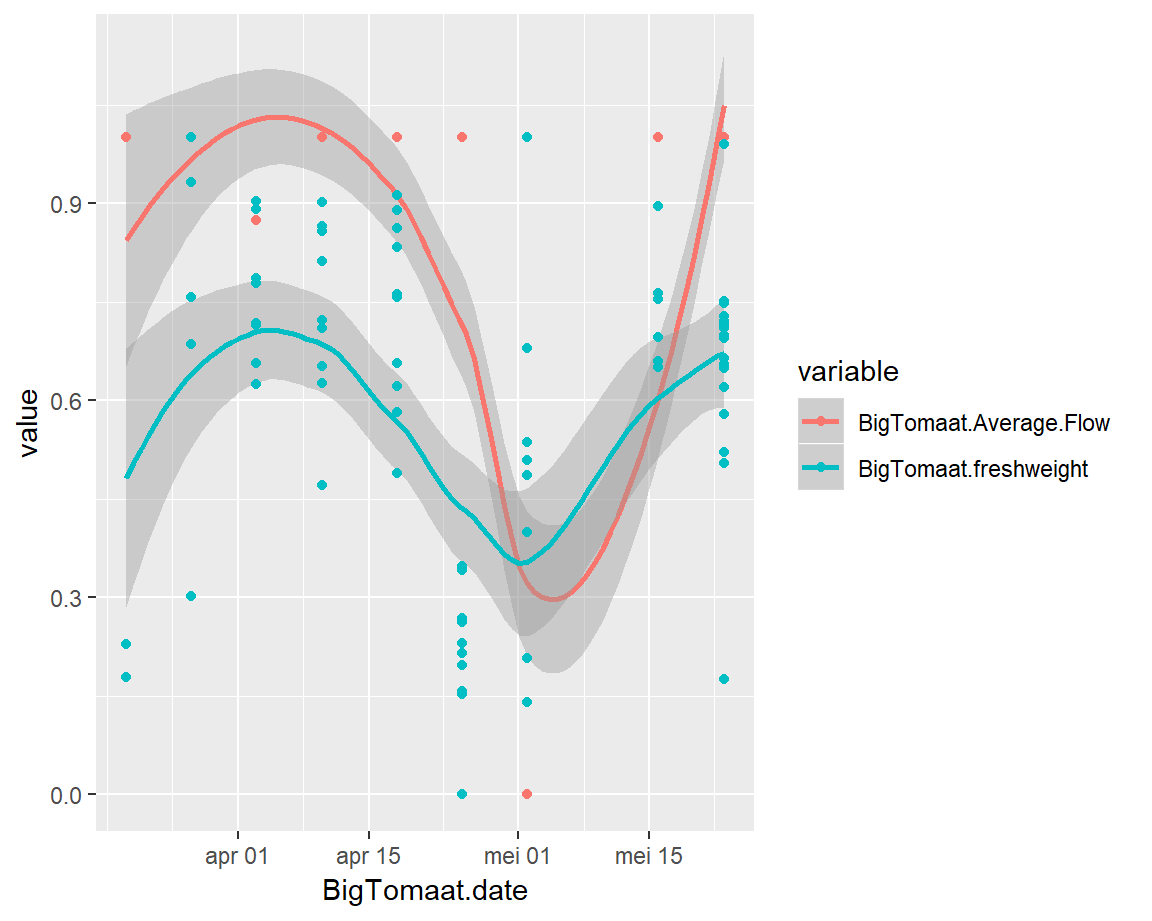 value
0.9
0.6
0.3
0.0
apr 01
apr 15
mei 01
mei 15
BigTomaat.date
variable
BigTomaat.Average.Flow
BigTomaat.freshweight